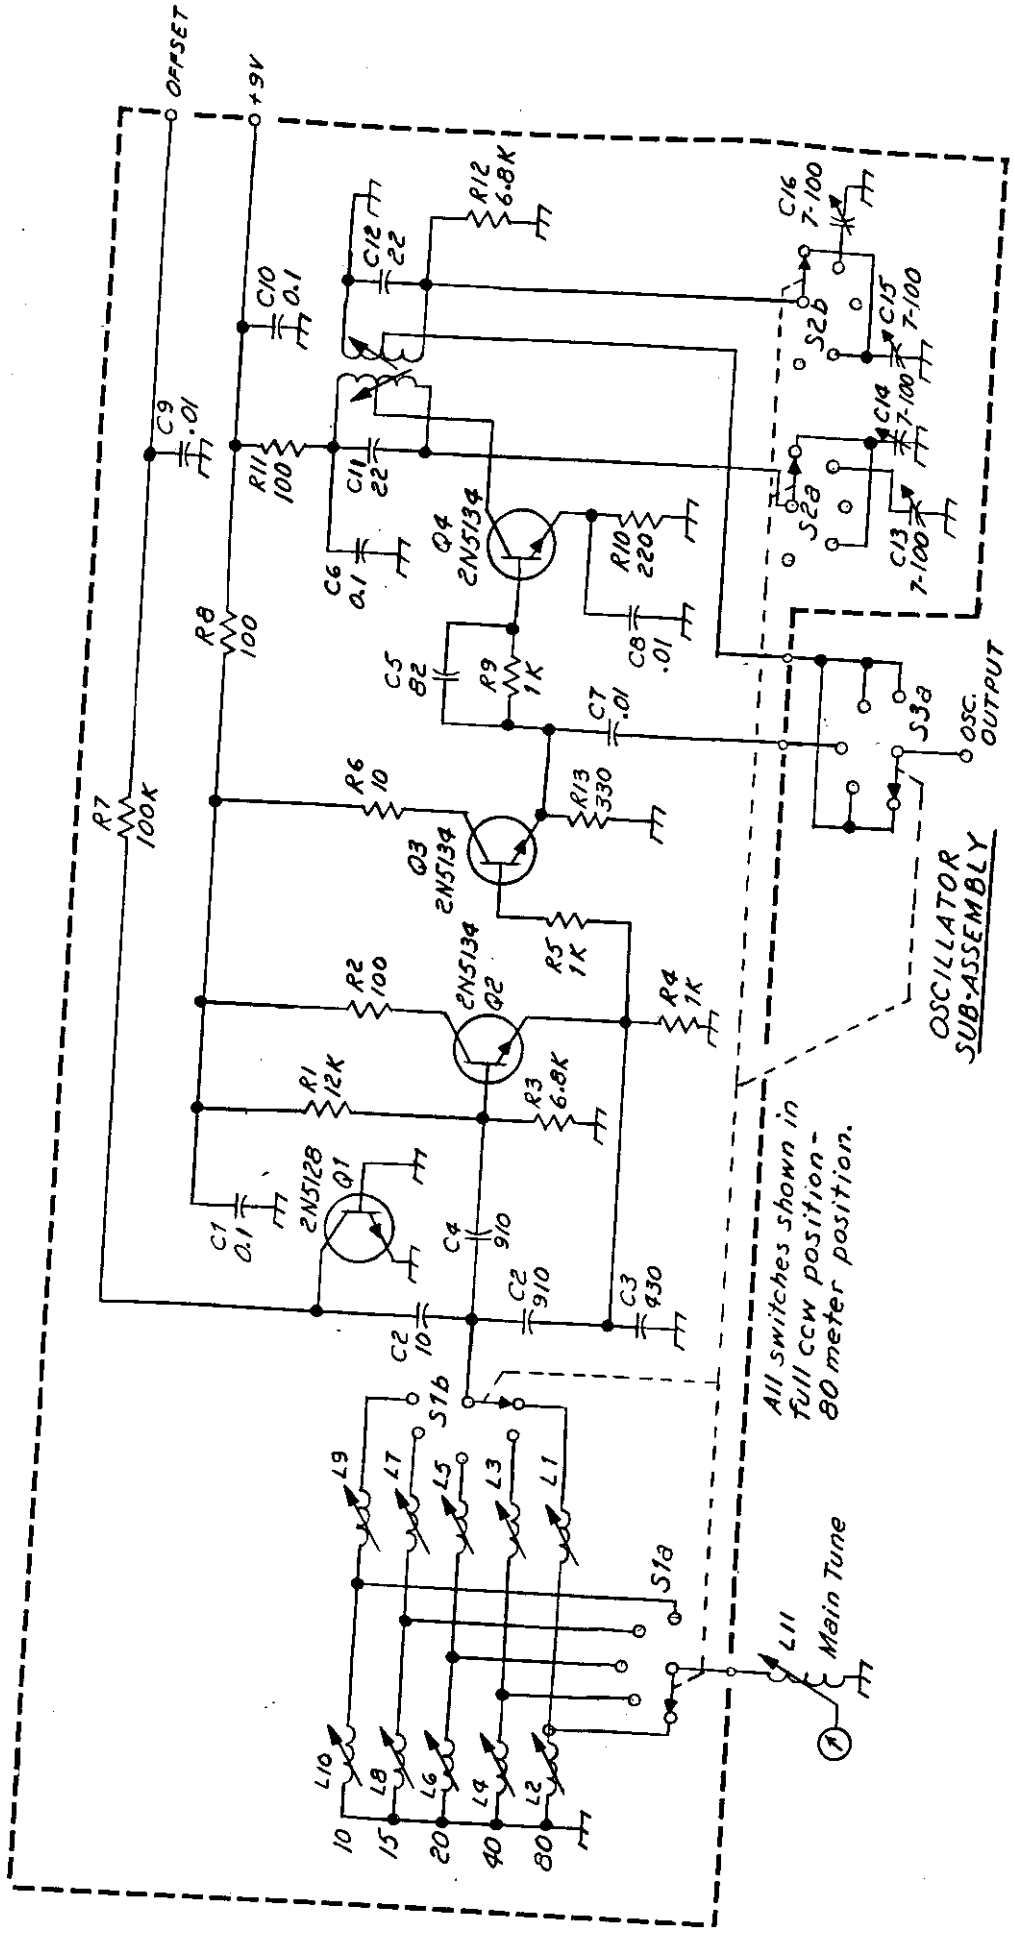 OFFSET
+9V
R7
100K
C9
.01
R8
100
C10
0.1
R11
100
C12
22
R12
6.8K
C11
22
C6
0.1
R6
10
R2
100
R1
12K
C1
0.1
2N5128
Q1
Q4
2N5134
C5
82
R9
1K
R10
220
C8
.01
C7
.01
Q3
2N5134
R13
330
2N5134
Q2
R5
1K
R3
6.8K
R4
1K
C4
910
C2
10
C2
910
C3
430
C16
7-100
S2b
C15
7-100
C14
7-100
S2a
C13
7-100
S3a
OSC.
OUTPUT
S1b
L9
L7
L5
L3
L1
L10
L8
L6
L4
L2
10
15
20
40
80
S1a
L11
Main Tune
All switches shown in
full ccw position-
80 meter position.
OSCILLATOR
SUB-ASSEMBLY